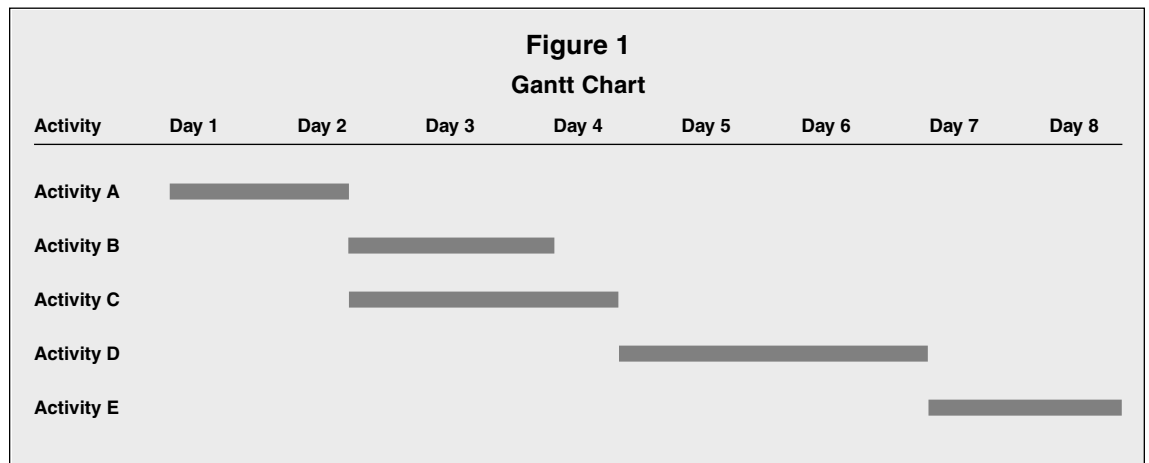 Figure 1
Gantt Chart
Activity Day 1 Day 2 Day 3 Day 4 Day 5 Day 6 Day 7 Day 8
Activity A
Activity B
Activity C
Activity D
Activity E